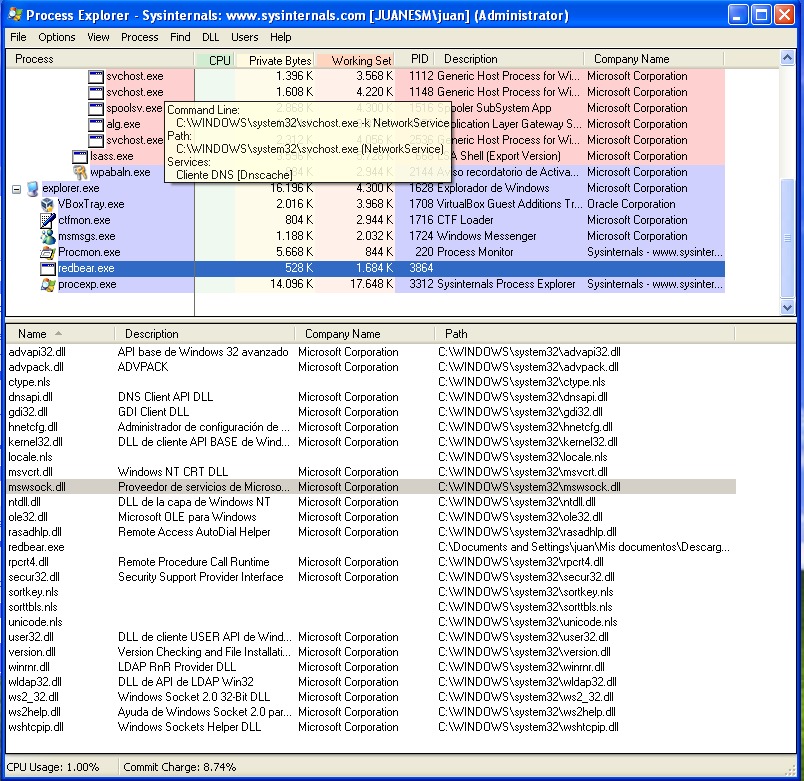 Process Explorer - Sysinternals: www.sysinternals.com [JUANESM\juan] (Administrator)
File Options View Process Find DLL Users Help
Process CPU Private Bytes Working Set PID Description Company Name
svchost.exe 1.396 K 3.568 K 1112 Generic Host Process for Wi... Microsoft Corporation
svchost.exe 1.608 K 4.220 K 1148 Generic Host Process for Wi... Microsoft Corporation
spoolsv.exe 1516 Spooler SubSystem App Microsoft Corporation
alg.exe plication Layer Gateway S... Microsoft Corporation
svchost.exe 2536 Generic Host Process for Wi... Microsoft Corporation
lsass.exe A Shell (Export Version) Microsoft Corporation
wpabaln.exe 2144 Aviso recordatorio de Activa... Microsoft Corporation
Command Line:
C:\WINDOWS\system32\svchost.exe -k NetworkService
Path:
C:\WINDOWS\system32\svchost.exe (NetworkService)
Services:
Cliente DNS [Dnscache]
explorer.exe 16.196 K 4.300 K 1628 Explorador de Windows Microsoft Corporation
VBoxTray.exe 2.016 K 3.968 K 1708 VirtualBox Guest Additions Tr... Oracle Corporation
ctfmon.exe 804 K 2.944 K 1716 CTF Loader Microsoft Corporation
msmsgs.exe 1.188 K 2.032 K 1724 Windows Messenger Microsoft Corporation
Procmon.exe 5.668 K 844 K 220 Process Monitor Sysinternals - www.sysinter...
redbear.exe 528 K 1.684 K 3864
procexp.exe 14.096 K 17.648 K 3312 Sysinternals Process Explorer Sysinternals - www.sysinter...
Name Description Company Name Path
advapi32.dll API base de Windows 32 avanzado Microsoft Corporation C:\WINDOWS\system32\advapi32.dll
advpack.dll ADVPACK Microsoft Corporation C:\WINDOWS\system32\advpack.dll
ctype.nls C:\WINDOWS\system32\ctype.nls
dnsapi.dll DNS Client API DLL Microsoft Corporation C:\WINDOWS\system32\dnsapi.dll
gdi32.dll GDI Client DLL Microsoft Corporation C:\WINDOWS\system32\gdi32.dll
hnetcfg.dll Administrador de configuración de ... Microsoft Corporation C:\WINDOWS\system32\hnetcfg.dll
kernel32.dll DLL de cliente API BASE de Wind... Microsoft Corporation C:\WINDOWS\system32\kernel32.dll
locale.nls C:\WINDOWS\system32\locale.nls
msvcrt.dll Windows NT CRT DLL Microsoft Corporation C:\WINDOWS\system32\msvcrt.dll
mswsock.dll Proveedor de servicios de Microso... Microsoft Corporation C:\WINDOWS\system32\mswsock.dll
ntdll.dll DLL de la capa de Windows NT Microsoft Corporation C:\WINDOWS\system32\ntdll.dll
ole32.dll Microsoft OLE para Windows Microsoft Corporation C:\WINDOWS\system32\ole32.dll
rasadhlp.dll Remote Access AutoDial Helper Microsoft Corporation C:\WINDOWS\system32\rasadhlp.dll
redbear.exe C:\Documents and Settings\juan\Mis documentos\Descarg...
rpcrt4.dll Remote Procedure Call Runtime Microsoft Corporation C:\WINDOWS\system32\rpcrt4.dll
secur32.dll Security Support Provider Interface Microsoft Corporation C:\WINDOWS\system32\secur32.dll
sortkey.nls C:\WINDOWS\system32\sortkey.nls
sorttbls.nls C:\WINDOWS\system32\sorttbls.nls
unicode.nls C:\WINDOWS\system32\unicode.nls
user32.dll DLL de cliente USER API de Wind... Microsoft Corporation C:\WINDOWS\system32\user32.dll
version.dll Version Checking and File Installati... Microsoft Corporation C:\WINDOWS\system32\version.dll
winrnr.dll LDAP RnR Provider DLL Microsoft Corporation C:\WINDOWS\system32\winrnr.dll
wldap32.dll DLL de API de LDAP Win32 Microsoft Corporation C:\WINDOWS\system32\wldap32.dll
ws2_32.dll Windows Socket 2.0 32-Bit DLL Microsoft Corporation C:\WINDOWS\system32\ws2_32.dll
ws2help.dll Ayuda de Windows Socket 2.0 par... Microsoft Corporation C:\WINDOWS\system32\ws2help.dll
wshtcpip.dll Windows Sockets Helper DLL Microsoft Corporation C:\WINDOWS\system32\wshtcpip.dll
CPU Usage: 1.00% Commit Charge: 8.74%